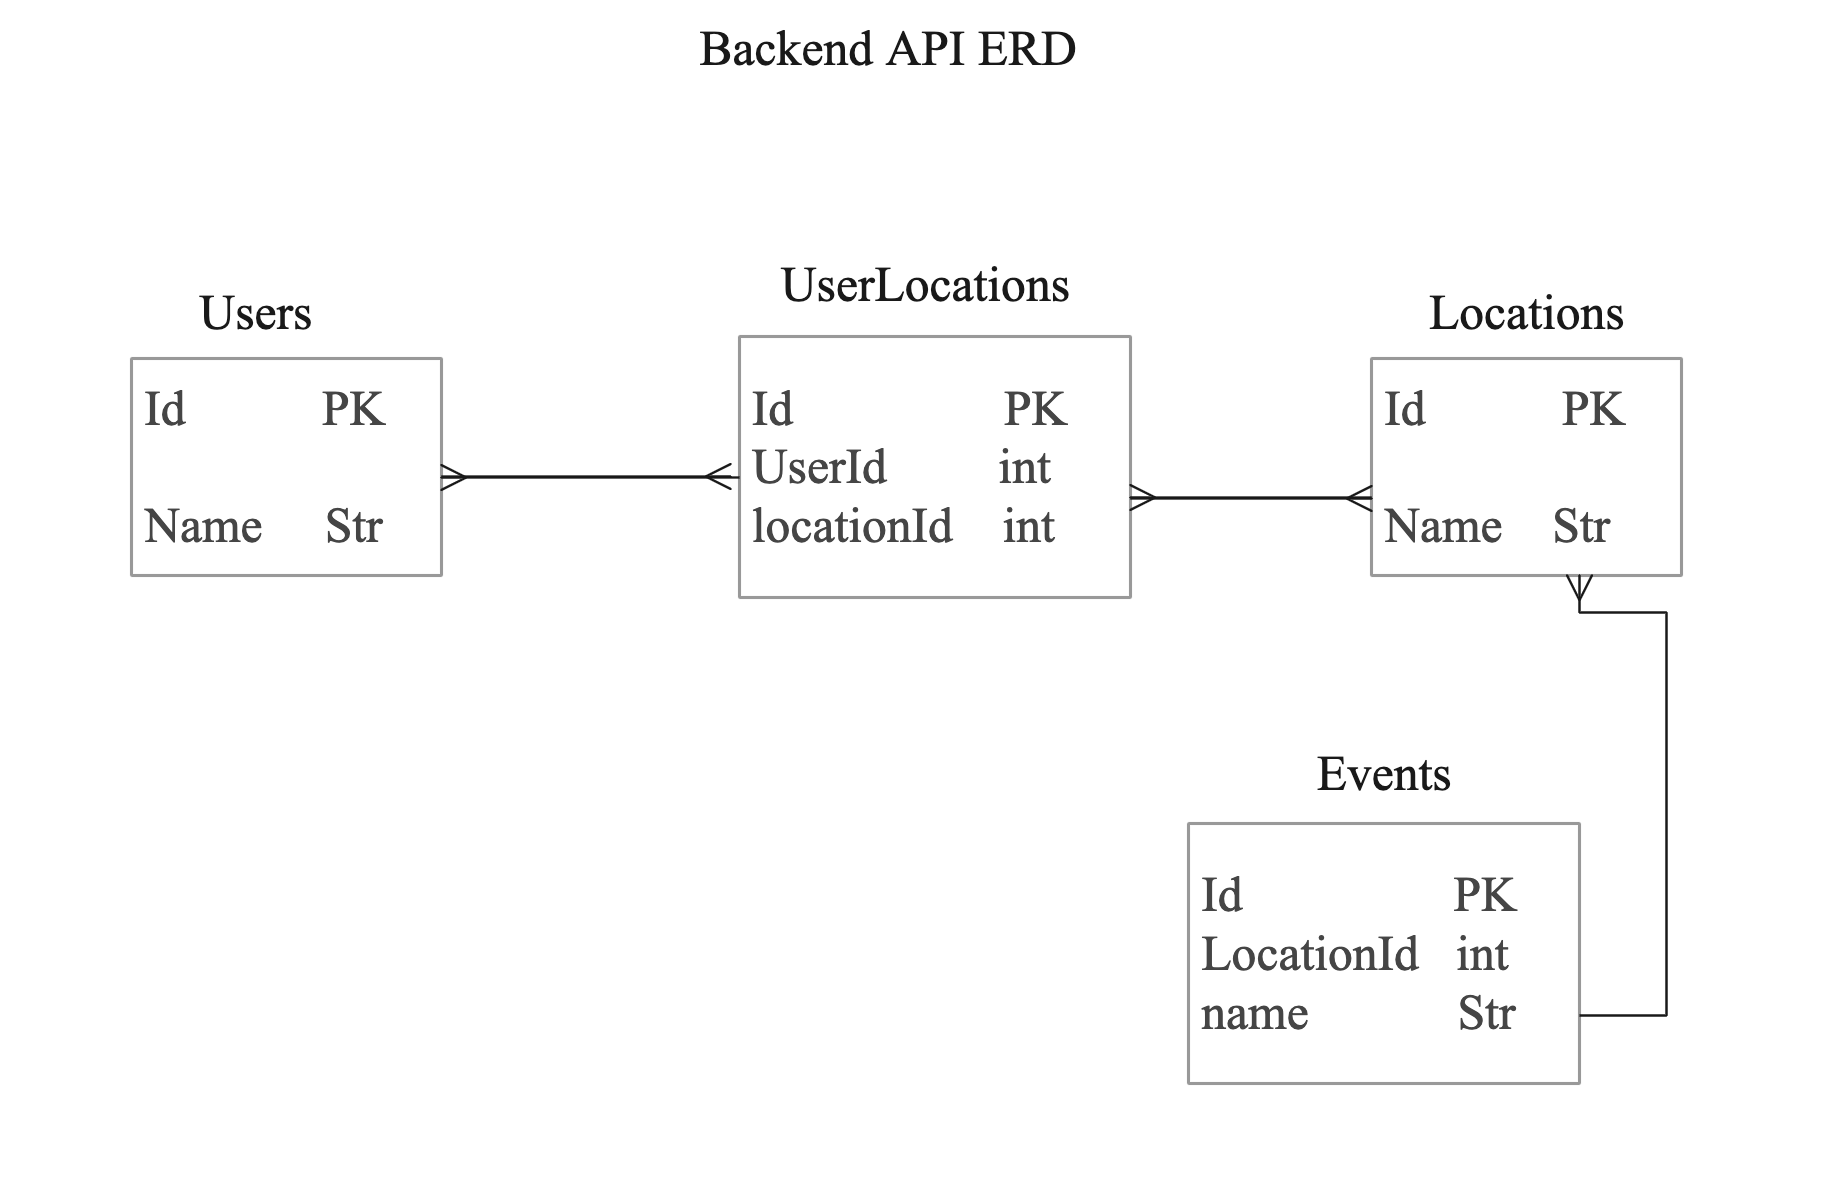 Backend API ERD
Users
Id PK
Name Str
UserLocations
Id PK
UserId int
locationId int
Locations
Id PK
Name Str
Events
Id PK
LocationId int
name Str